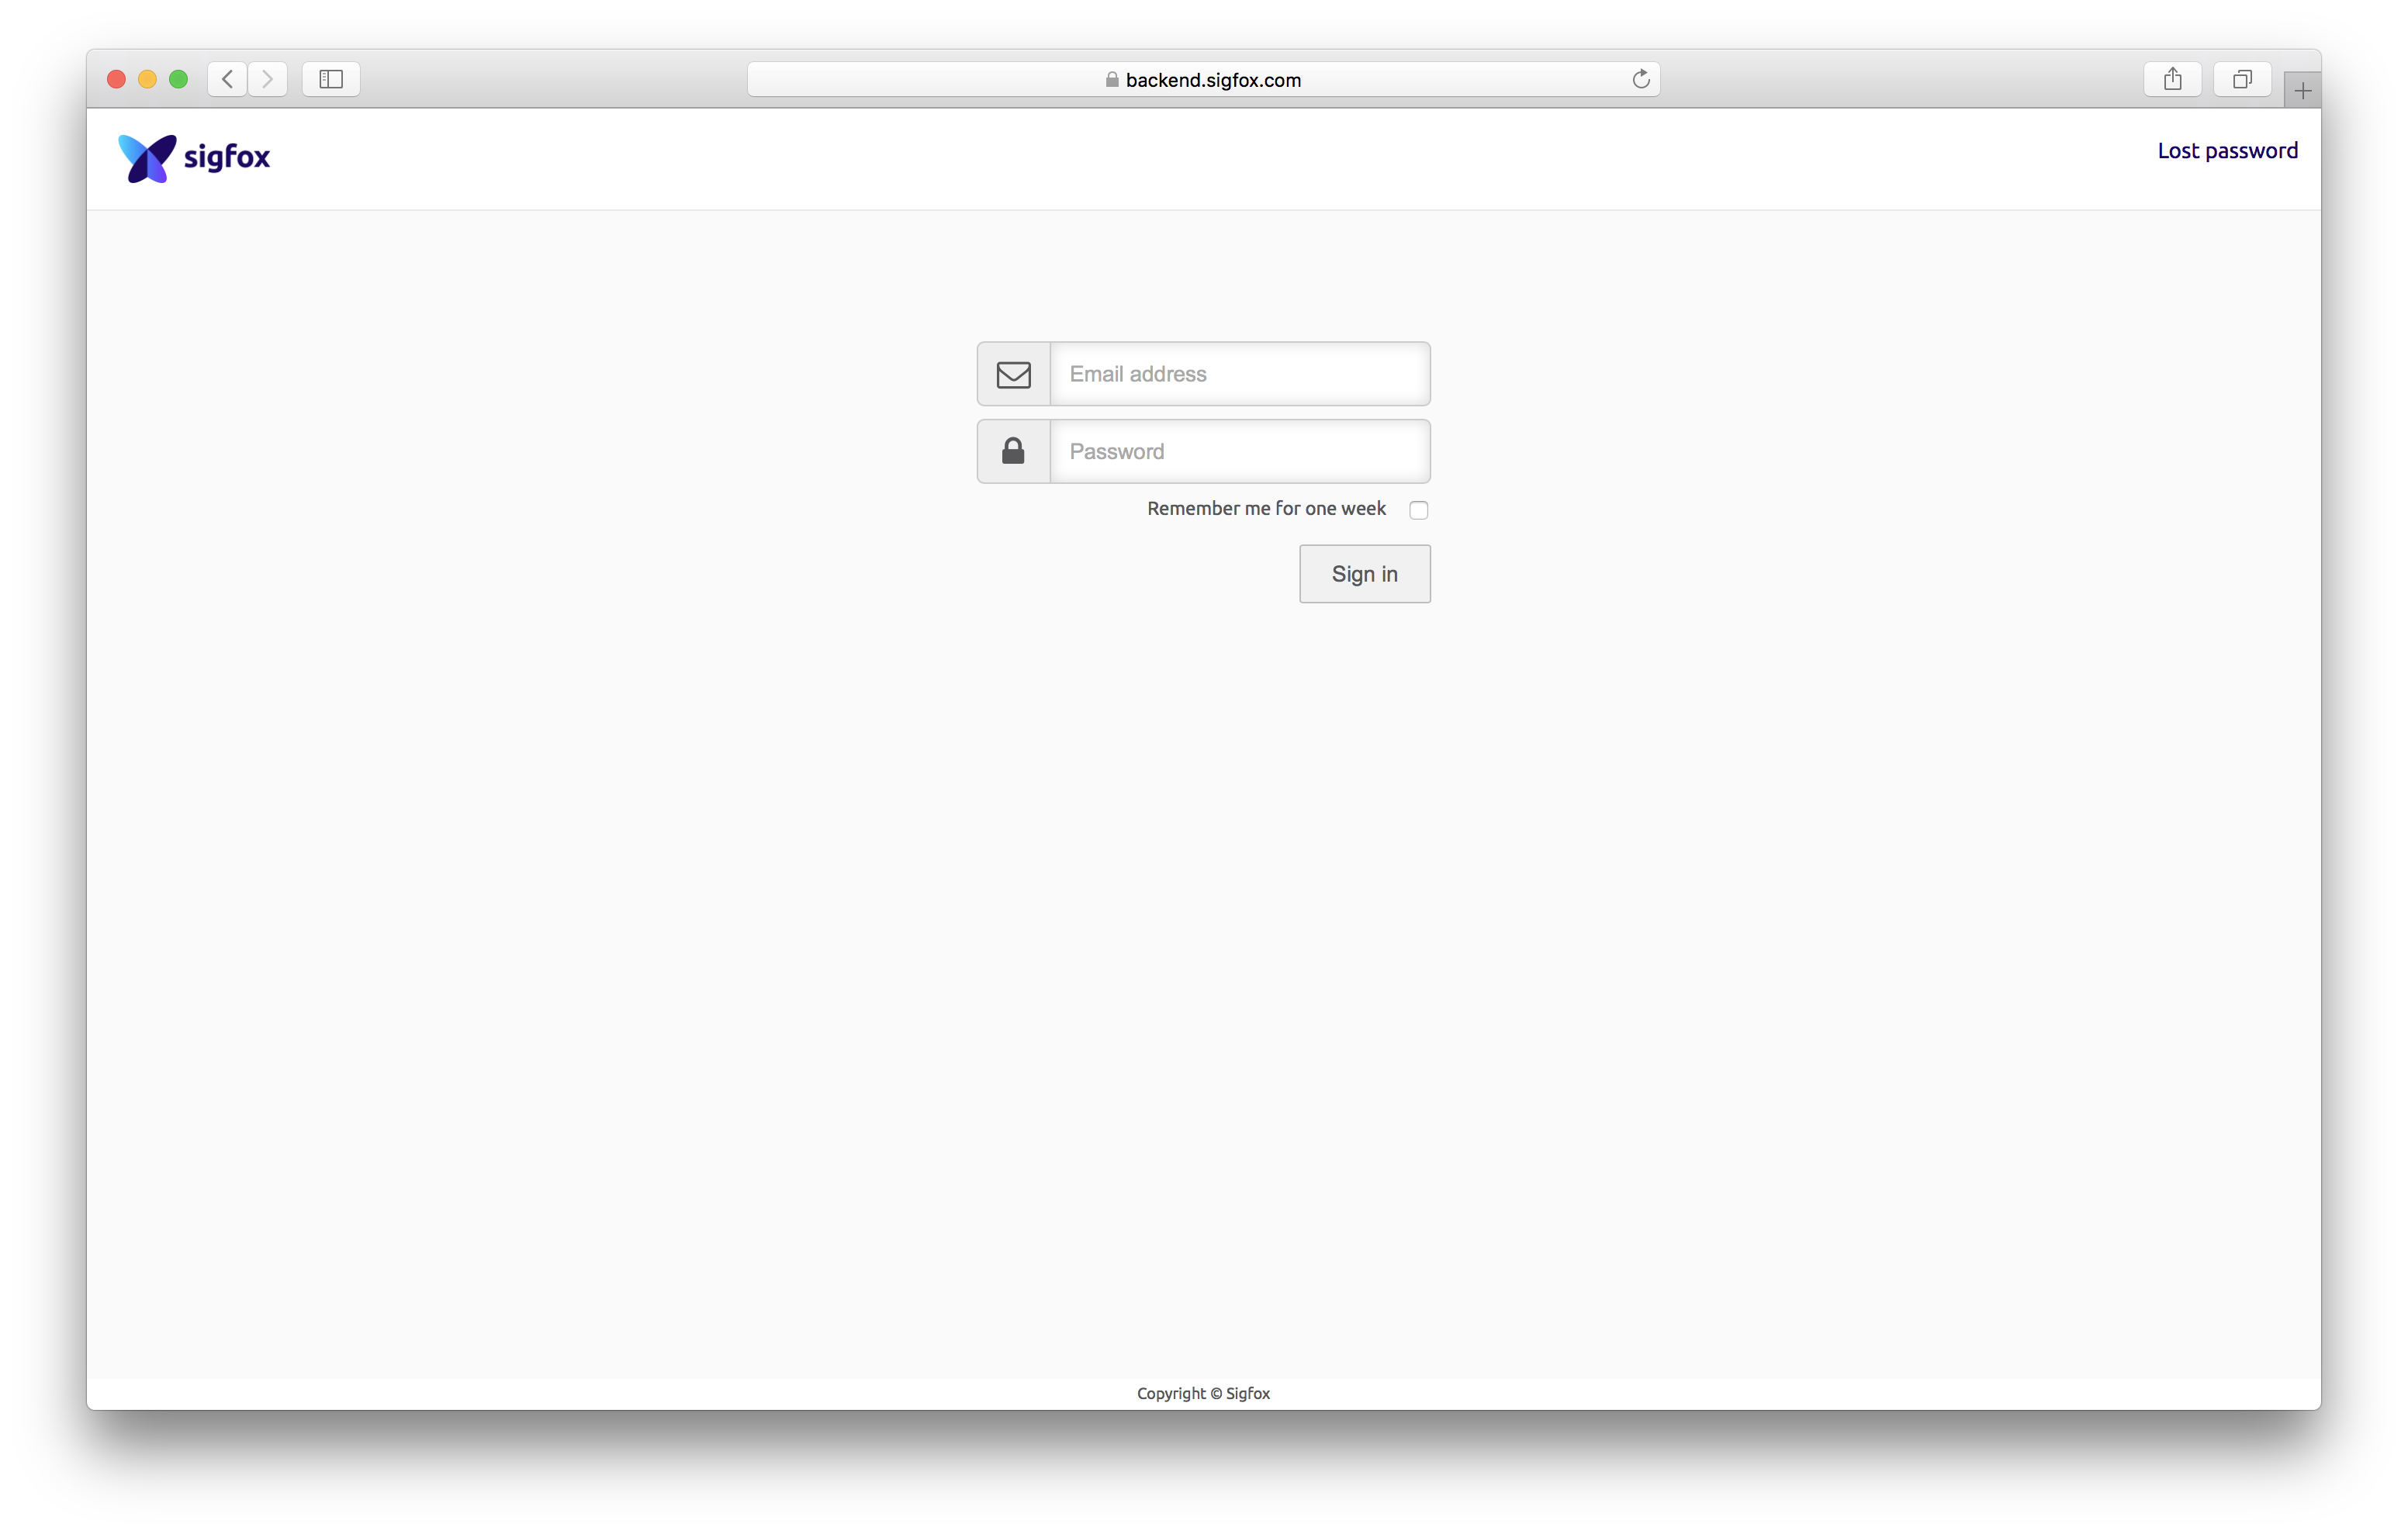 backend.sigfox.com
sigfox
Lost password
Email address
Password
Remember me for one week
Sign in
Copyright © Sigfox